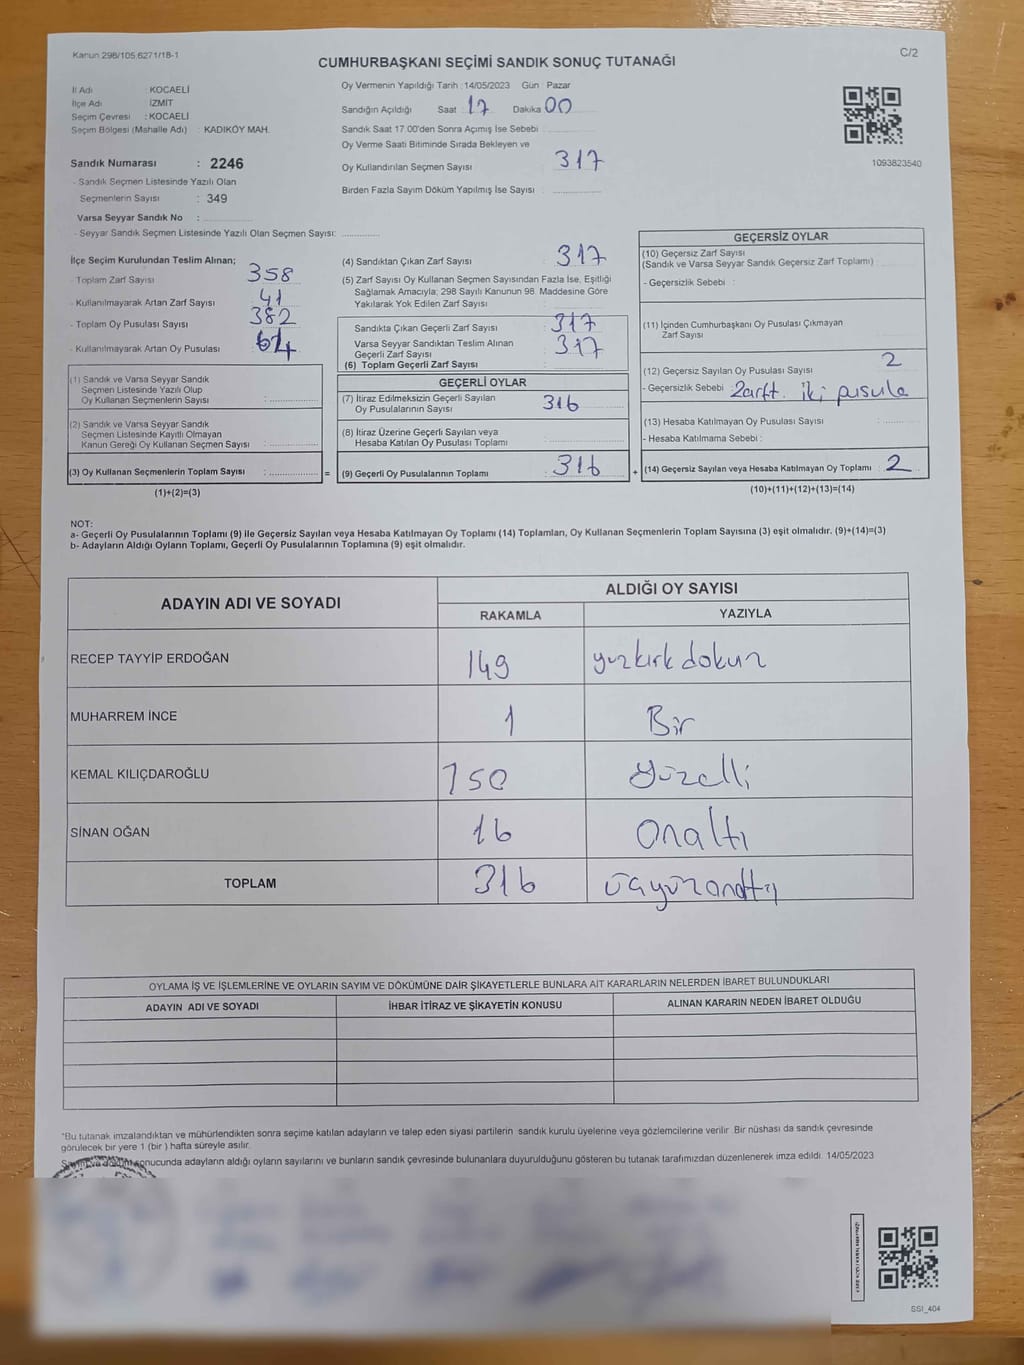 Kanun 298/105,6271/18-1
C/2
CUMHURBAŞKANI SEÇİMİ SANDIK SONUÇ TUTANAĞI
İl Adı : KOCAELİ
İlçe Adı : İZMİT
Seçim Çevresi : KOCAELİ
Seçim Bölgesi (Mahalle Adı) : KADIKÖY MAH.
Sandık Numarası : 2246
- Sandık Seçmen Listesinde Yazılı Olan
Seçmenlerin Sayısı : 349
Varsa Seyyar Sandık No :
- Seyyar Sandık Seçmen Listesinde Yazılı Olan Seçmen Sayısı:
Oy Vermenin Yapıldığı Tarih : 14/05/2023 Gün : Pazar
Sandığın Açıldığı Saat 17 Dakika 00
Sandık Saat 17.00'den Sonra Açımış İse Sebebi
Oy Verme Saati Bitiminde Sırada Bekleyen ve
Oy Kullandırılan Seçmen Sayısı : 317
Birden Fazla Sayım Döküm Yapılmış İse Sayısı :
1093823540
İlçe Seçim Kurulundan Teslim Alınan;
- Toplam Zarf Sayısı : 358
- Kullanılmayarak Artan Zarf Sayısı : 41
- Toplam Oy Pusulası Sayısı : 382
- Kullanılmayarak Artan Oy Pusulası : 64
(1) Sandık ve Varsa Seyyar Sandık
Seçmen Listesinde Yazılı Olup
Oy Kullanan Seçmenlerin Sayısı :
(2) Sandık ve Varsa Seyyar Sandık
Seçmen Listesinde Kayıtlı Olmayan
Kanun Gereği Oy Kullanan Seçmen Sayısı :
(3) Oy Kullanan Seçmenlerin Toplam Sayısı :
(1)+(2)=(3)
(4) Sandıktan Çıkan Zarf Sayısı : 317
(5) Zarf Sayısı Oy Kullanan Seçmen Sayısından Fazla İse, Eşitliği
Sağlamak Amacıyla; 298 Sayılı Kanunun 98. Maddesine Göre
Yakılarak Yok Edilen Zarf Sayısı :
Sandıkta Çıkan Geçerli Zarf Sayısı : 317
Varsa Seyyar Sandıktan Teslim Alınan
Geçerli Zarf Sayısı : 317
(6) Toplam Geçerli Zarf Sayısı :
GEÇERLİ OYLAR
(7) İtiraz Edilmeksizin Geçerli Sayılan
Oy Pusulalarının Sayısı : 316
(8) İtiraz Üzerine Geçerli Sayılan veya
Hesaba Katılan Oy Pusulası Toplamı :
= (9) Geçerli Oy Pusulalarının Toplamı : 316
GEÇERSİZ OYLAR
(10) Geçersiz Zarf Sayısı
(Sandık ve Varsa Seyyar Sandık Geçersiz Zarf Toplamı) :
- Geçersizlik Sebebi :
(11) İçinden Cumhurbaşkanı Oy Pusulası Çıkmayan
Zarf Sayısı :
(12) Geçersiz Sayılan Oy Pusulası Sayısı : 2
- Geçersizlik Sebebi : Zarft. iki pusula
(13) Hesaba Katılmayan Oy Pusulası Sayısı :
- Hesaba Katılmama Sebebi :
+ (14) Geçersiz Sayılan veya Hesaba Katılmayan Oy Toplamı : 2
(10)+(11)+(12)+(13)=(14)
NOT:
a- Geçerli Oy Pusulalarının Toplamı (9) ile Geçersiz Sayılan veya Hesaba Katılmayan Oy Toplamı (14) Toplamları, Oy Kullanan Seçmenlerin Toplam Sayısına (3) eşit olmalıdır. (9)+(14)=(3)
b- Adayların Aldığı Oyların Toplamı, Geçerli Oy Pusulalarının Toplamına (9) eşit olmalıdır.
ADAYIN ADI VE SOYADI
ALDIĞI OY SAYISI
RAKAMLA YAZIYLA
RECEP TAYYİP ERDOĞAN 149 yüzkırk dokuz
MUHARREM İNCE 1 Bir
KEMAL KILIÇDAROĞLU 150 yüzelli
SİNAN OĞAN 16 onaltı
TOPLAM 316 üçyüzonaltı
OYLAMA İŞ VE İŞLEMLERİNE VE OYLARIN SAYIM VE DÖKÜMÜNE DAİR ŞİKAYETLERLE BUNLARA AİT KARARLARIN NELERDEN İBARET BULUNDUKLARI
ADAYIN ADI VE SOYADI İHBAR İTİRAZ VE ŞİKAYETİN KONUSU ALINAN KARARIN NEDEN İBARET OLDUĞU
*Bu tutanak imzalandıktan ve mühürlendikten sonra seçime katılan adayların ve talep eden siyasi partilerin sandık kurulu üyelerine veya gözlemcilerine verilir. Bir nüshası da sandık çevresinde
görülecek bir yere 1 (bir) hafta süreyle asılır.
sonucunda adayların aldığı oyların sayılarını ve bunların sandık çevresinde bulunanlara duyurulduğunu gösteren bu tutanak tarafımızdan düzenlenerek imza edildi. 14/05/2023
SSI_404